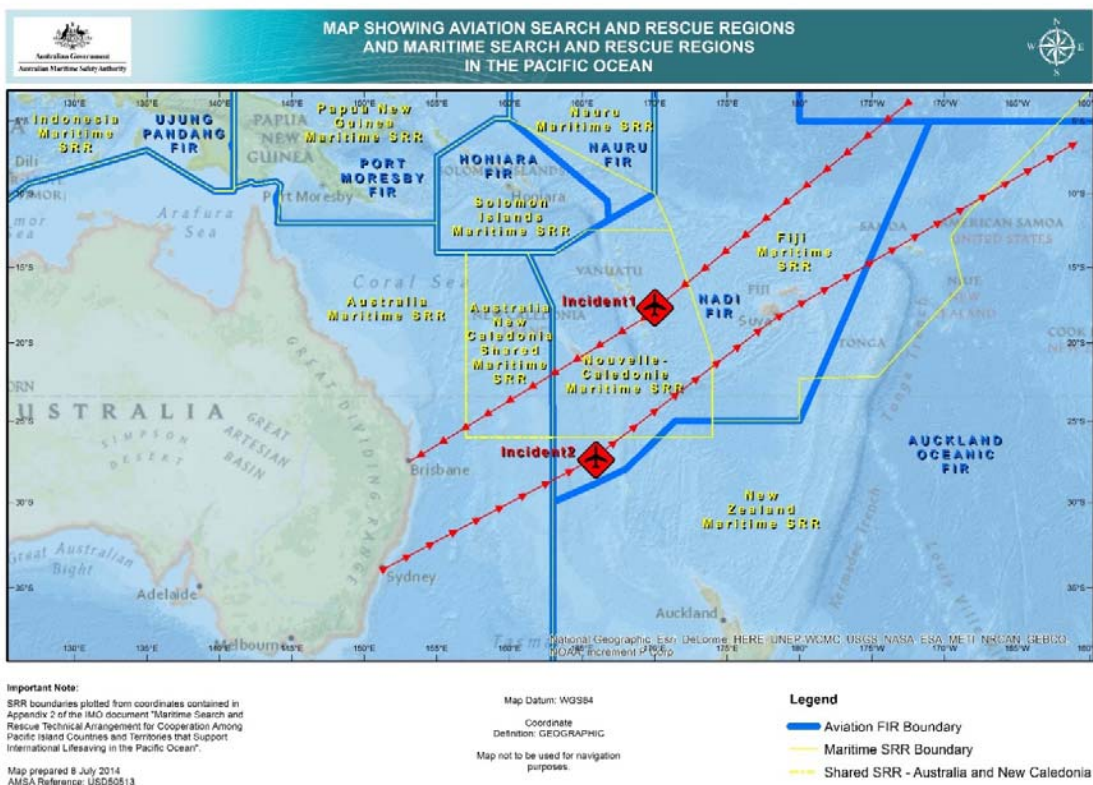 Australian Government
Australian Maritime Safety Authority
MAP SHOWING AVIATION SEARCH AND RESCUE REGIONS
AND MARITIME SEARCH AND RESCUE REGIONS
IN THE PACIFIC OCEAN
N
W E
S
130°E 135°E 140°E 145°E 150°E 155°E 160°E 165°E 170°E 175°E 180° 175°W 170°W 165°W 160°W
5°S
Indonesia
Maritime
SRR
UJUNG
PANDANG
FIR
PAPUA
NEW
GUINEA
Papua New
Guinea
Maritime SRR
PORT
MORESBY
FIR
HONIARA
FIR
SOLOMON ISLANDS
Honiara
Solomon
Islands
Maritime SRR
Nauru
Maritime SRR
NAURU
FIR
Dili
Port Moresby
10°S
Arafura
Sea
Coral Sea
15°S
VANUATU
Fiji
Maritime
SRR
SAMOA
AMERICAN SAMOA
UNITED STATES
Incident1
NADI
FIR
FIJI
Suva
NIUE
NEW
ZEALAND
Australia
Maritime SRR
Australia
New
Caledonia
Shared
Maritime
SRR
NEW CALEDONIA
20°S
TONGA
Tonga Trench
Nouvelle-
Caledonie
Maritime SRR
GREAT DIVIDING RANGE
AUSTRALIA
25°S
SIMPSON
DESERT
GREAT
ARTESIAN
BASIN
Brisbane
Incident2
AUCKLAND
OCEANIC
FIR
30°S
New
Zealand
Maritime SRR
Kermadec Trench
Great Australian
Bight
Sydney
35°S
Adelaide
Auckland
Melbourne
National Geographic, Esri, DeLorme, HERE, UNEP-WCMC, USGS, NASA, ESA, METI, NRCAN, GEBCO,
NOAA, increment P Corp.
Important Note:
SRR boundaries plotted from coordinates contained in
Appendix 2 of the IMO document "Maritime Search and
Rescue Technical Arrangement for Cooperation Among
Pacific Island Countries and Territories that Support
International Lifesaving in the Pacific Ocean".
Map prepared 8 July 2014
AMSA Reference: USD50513
Map Datum: WGS84
Coordinate
Definition: GEOGRAPHIC
Map not to be used for navigation
purposes.
Legend
Aviation FIR Boundary
Maritime SRR Boundary
Shared SRR - Australia and New Caledonia